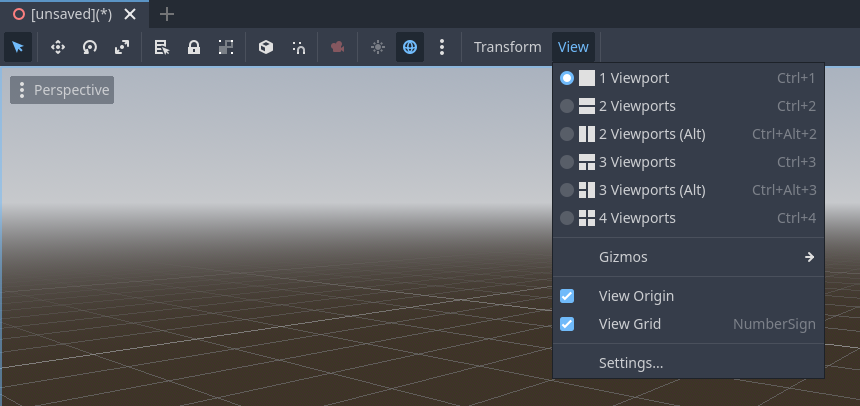 [unsaved](*)
Transform View
Perspective
1 Viewport Ctrl+1
2 Viewports Ctrl+2
2 Viewports (Alt) Ctrl+Alt+2
3 Viewports Ctrl+3
3 Viewports (Alt) Ctrl+Alt+3
4 Viewports Ctrl+4
Gizmos
View Origin
View Grid NumberSign
Settings...